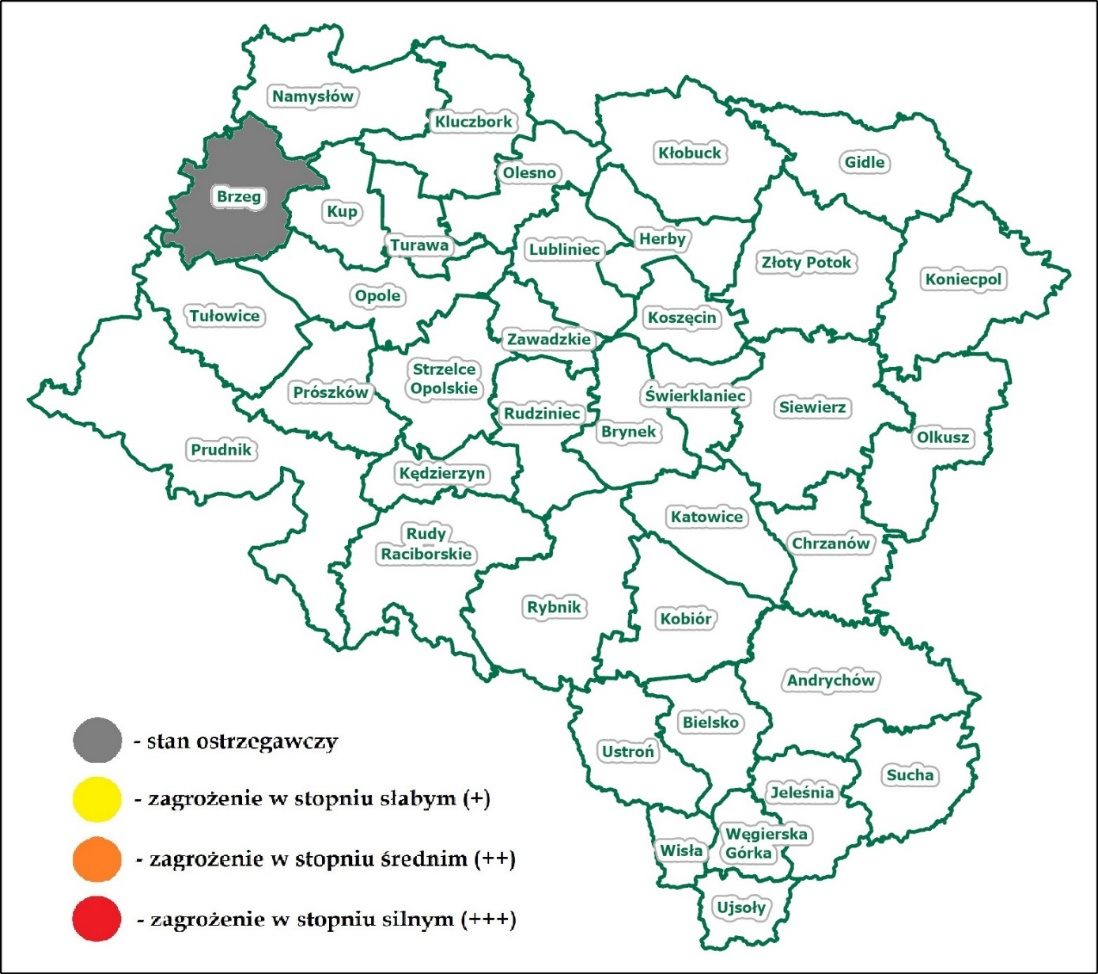 Namysłów
Kluczbork
Kłobuck
Gidle
Olesno
Brzeg
Kup
Turawa
Lubliniec
Herby
Złoty Potok
Koniecpol
Opole
Tułowice
Koszęcin
Zawadzkie
Strzelce
Opolskie
Prószków
Świerklaniec
Siewierz
Rudziniec
Brynek
Olkusz
Prudnik
Kędzierzyn
Katowice
Rudy
Raciborskie
Chrzanów
Rybnik
Kobiór
Andrychów
Bielsko
Ustroń
Sucha
Jeleśnia
Węgierska
Górka
Wisła
Ujsoły
- stan ostrzegawczy
- zagrożenie w stopniu słabym (+)
- zagrożenie w stopniu średnim (++)
- zagrożenie w stopniu silnym (+++)